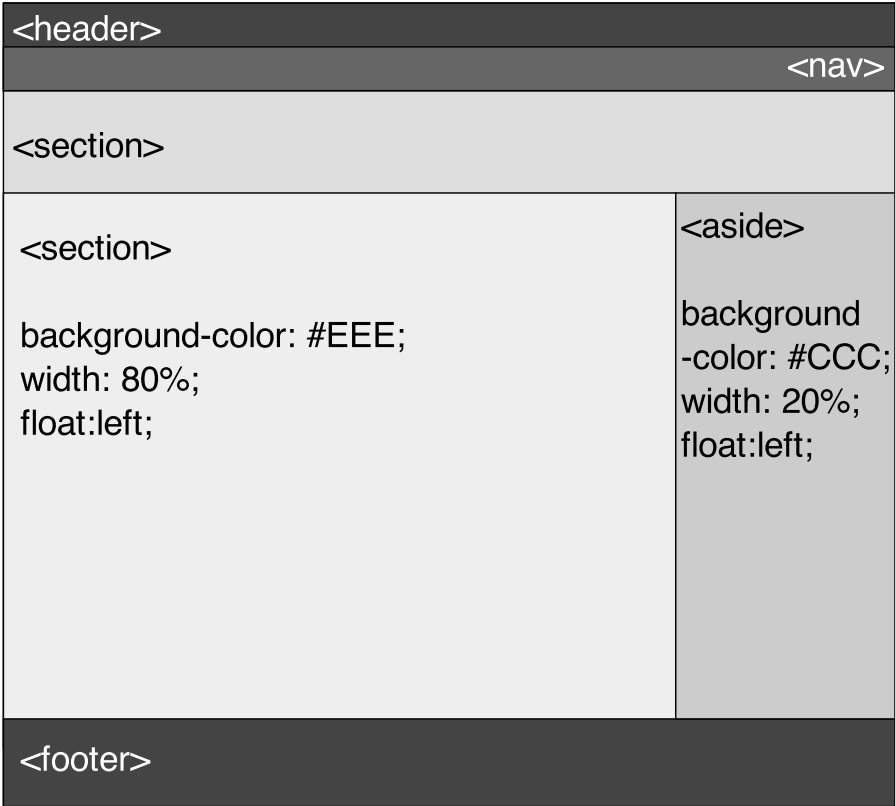 <header>
<nav>
<section>
<section>
background-color: #EEE;
width: 80%;
float:left;
<aside>
background
-color: #CCC;
width: 20%;
float:left;
<footer>